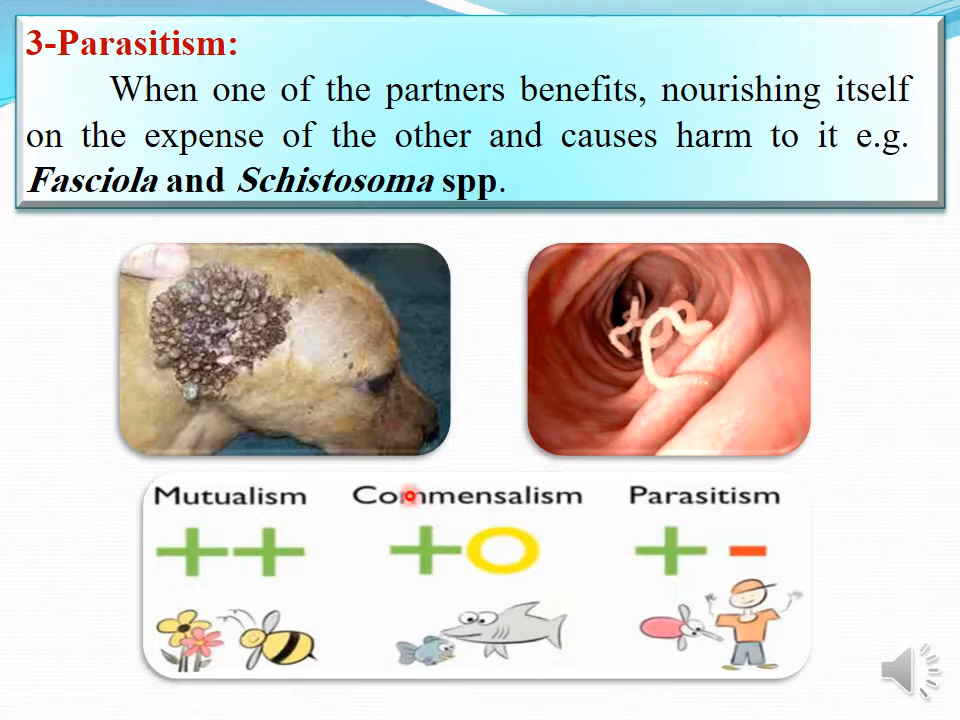 3-Parasitism:
When one of the partners benefits, nourishing itself
on the expense of the other and causes harm to it e.g.
Fasciola and Schistosoma spp.
Mutualism Commensalism Parasitism